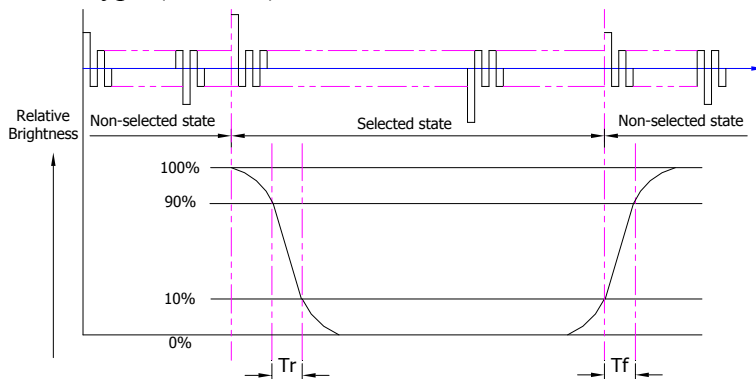 Relative
Brightness
Non-selected state
Selected state
Non-selected state
100%
90%
10%
0%
Tr
Tf